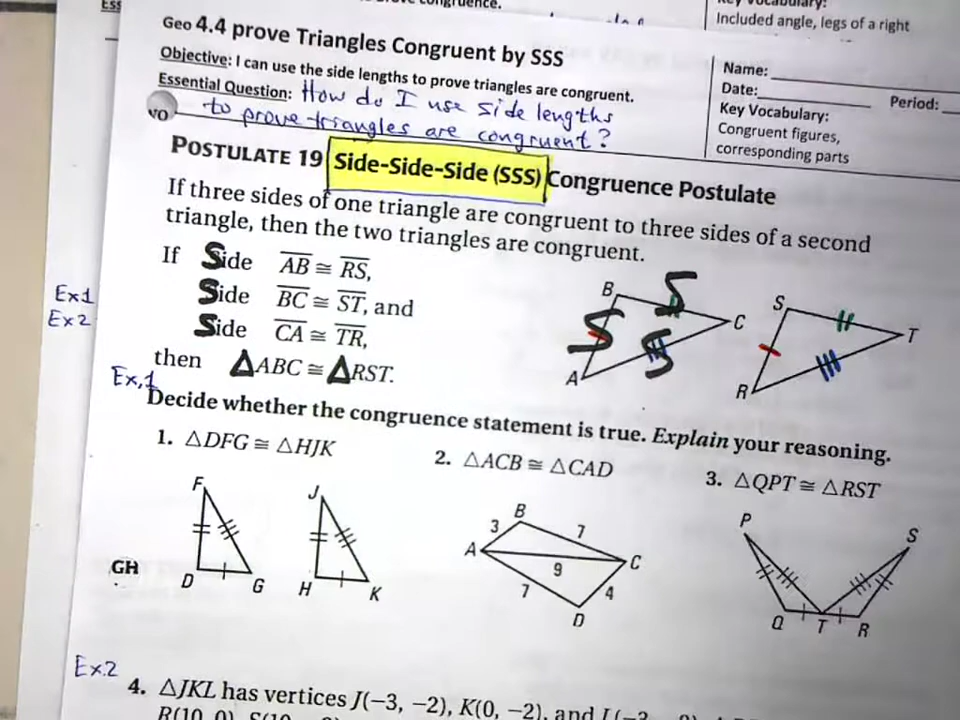 Included angle, legs of a right
Geo 4.4 prove Triangles Congruent by SSS
Objective: I can use the side lengths to prove triangles are congruent.
Essential Question: How do I use side lengths
to prove triangles are congruent?
Name:
Date: Period:
Key Vocabulary:
Congruent figures,
corresponding parts
POSTULATE 19 Side-Side-Side (SSS) Congruence Postulate
If three sides of one triangle are congruent to three sides of a second
triangle, then the two triangles are congruent.
If Side AB ≅ RS,
Side BC ≅ ST, and
Side CA ≅ TR,
then ΔABC ≅ ΔRST.
Ex1
Ex2
B S C S S A
S T R
Ex,1
Decide whether the congruence statement is true. Explain your reasoning.
1. △DFG ≅ △HJK
2. △ACB ≅ △CAD
3. △QPT ≅ △RST
F D G
J H K
GH
B 3 7 A 9 C 7 4 D
P S Q T R
Ex.2
4. △JKL has vertices J(−3, −2), K(0, −2), and